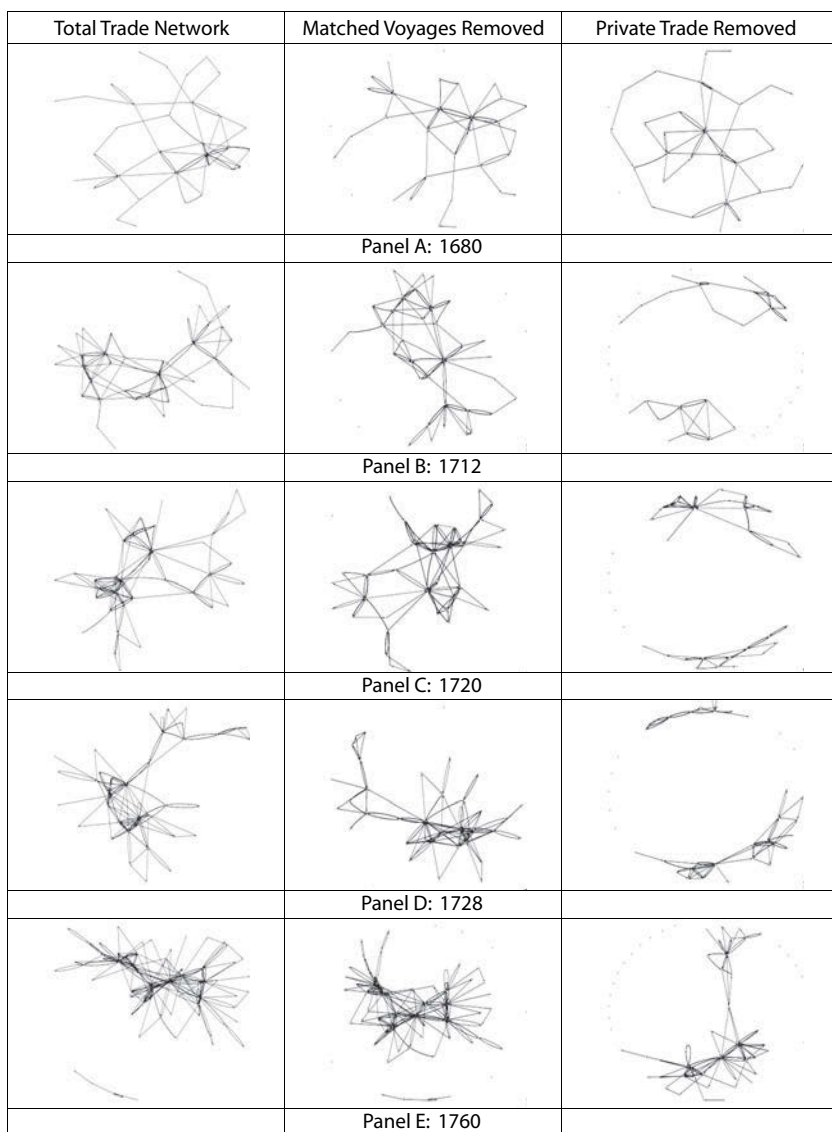 Total Trade Network Matched Voyages Removed Private Trade Removed
Panel A: 1680
Panel B: 1712
Panel C: 1720
Panel D: 1728
Panel E: 1760